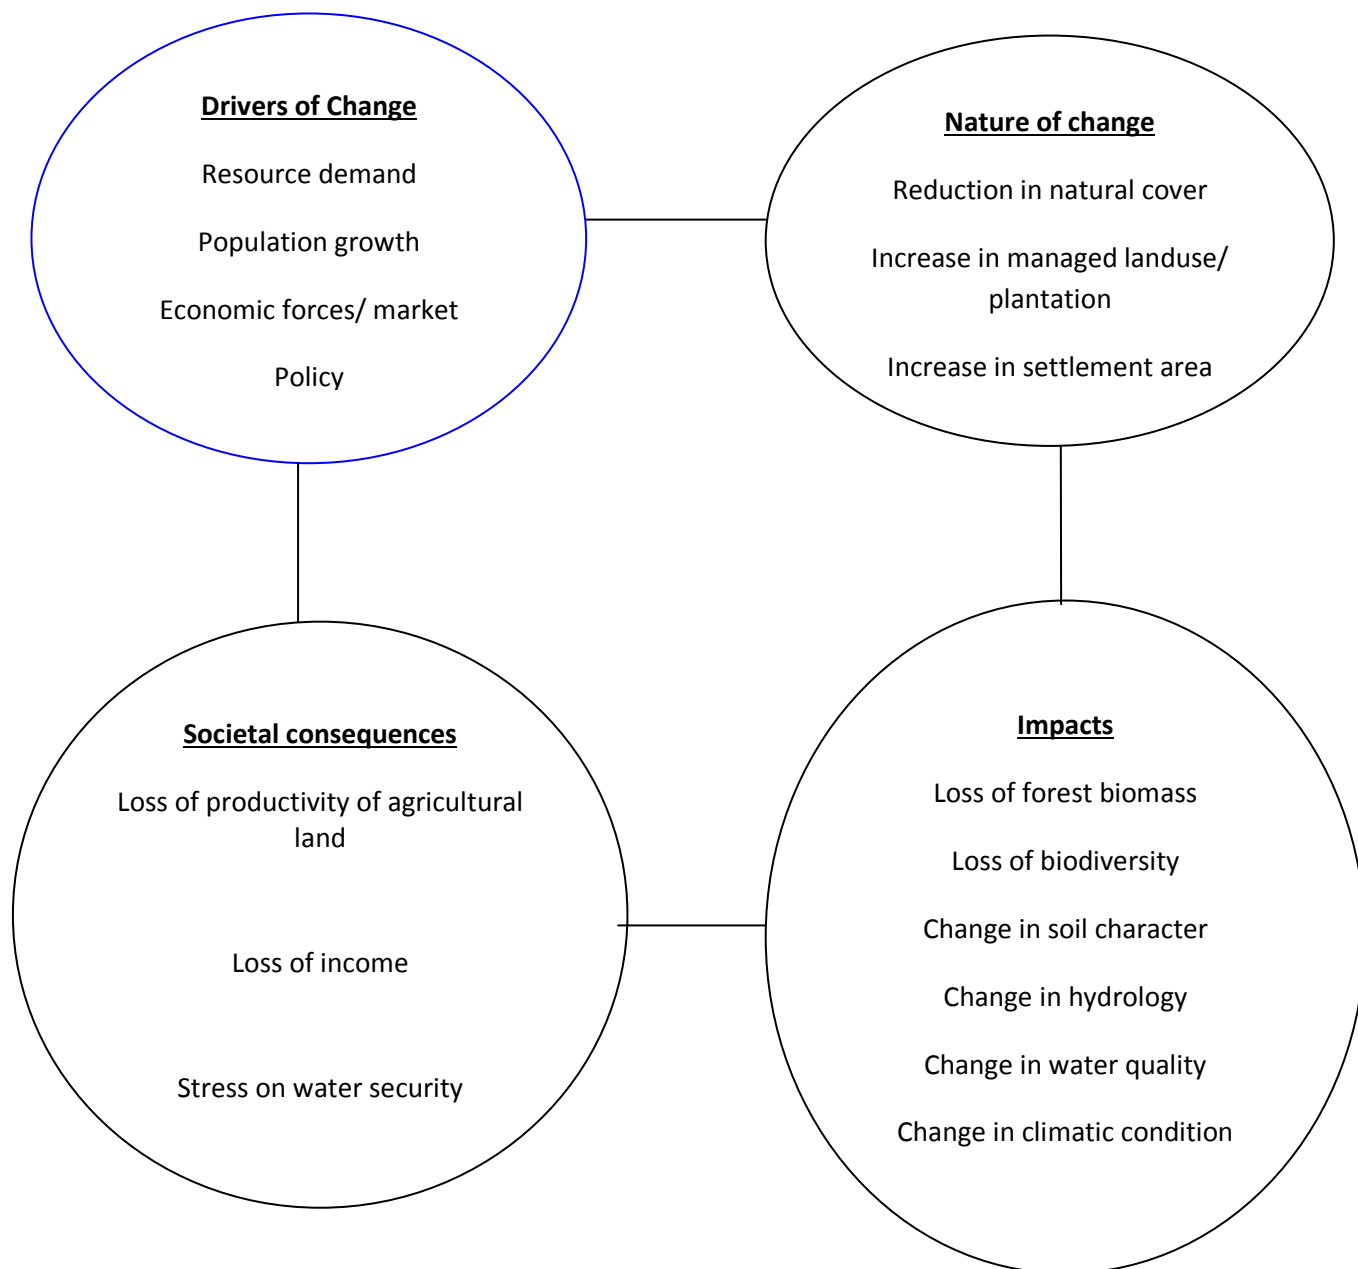 Drivers of Change
Resource demand
Population growth
Economic forces/ market
Policy
Nature of change
Reduction in natural cover
Increase in managed landuse/
plantation
Increase in settlement area
Societal consequences
Loss of productivity of agricultural
land
Loss of income
Stress on water security
Impacts
Loss of forest biomass
Loss of biodiversity
Change in soil character
Change in hydrology
Change in water quality
Change in climatic condition